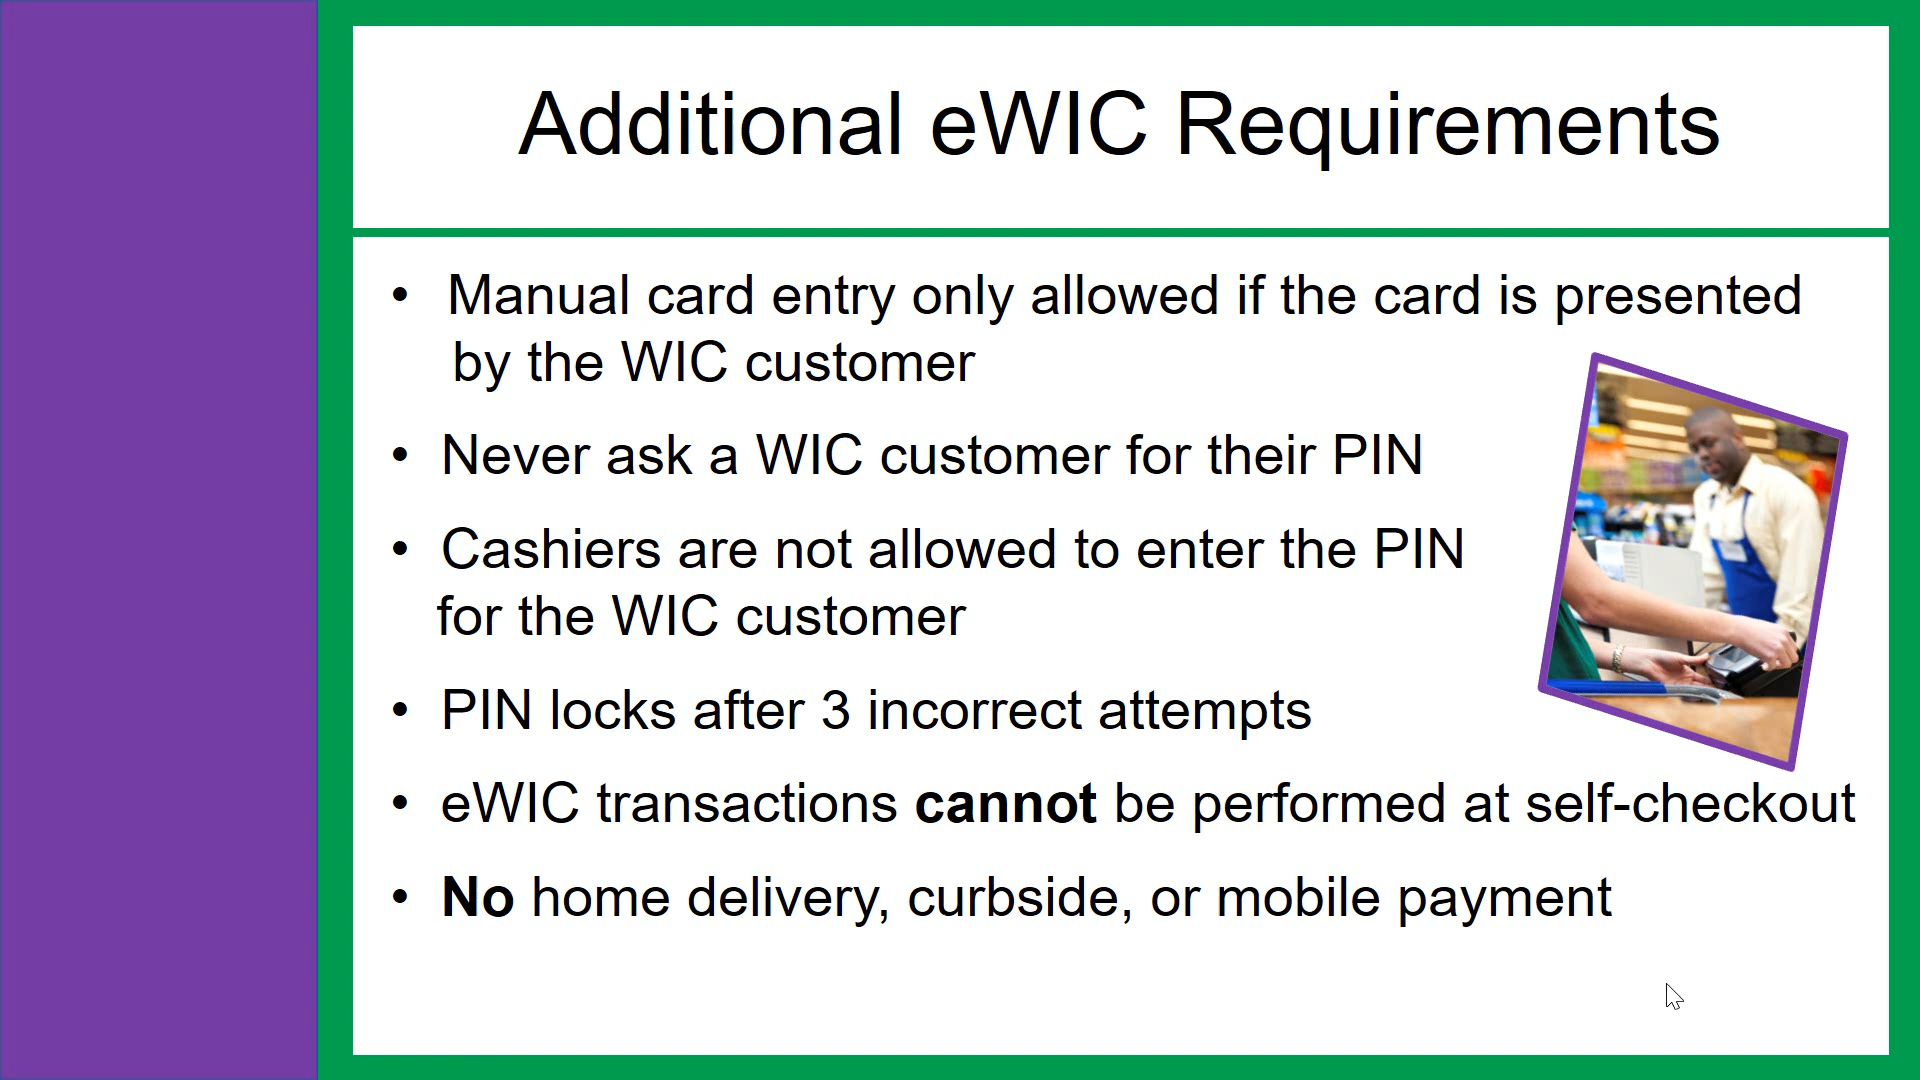 Additional eWIC Requirements
• Manual card entry only allowed if the card is presented
by the WIC customer
• Never ask a WIC customer for their PIN
• Cashiers are not allowed to enter the PIN
for the WIC customer
• PIN locks after 3 incorrect attempts
• eWIC transactions cannot be performed at self-checkout
• No home delivery, curbside, or mobile payment